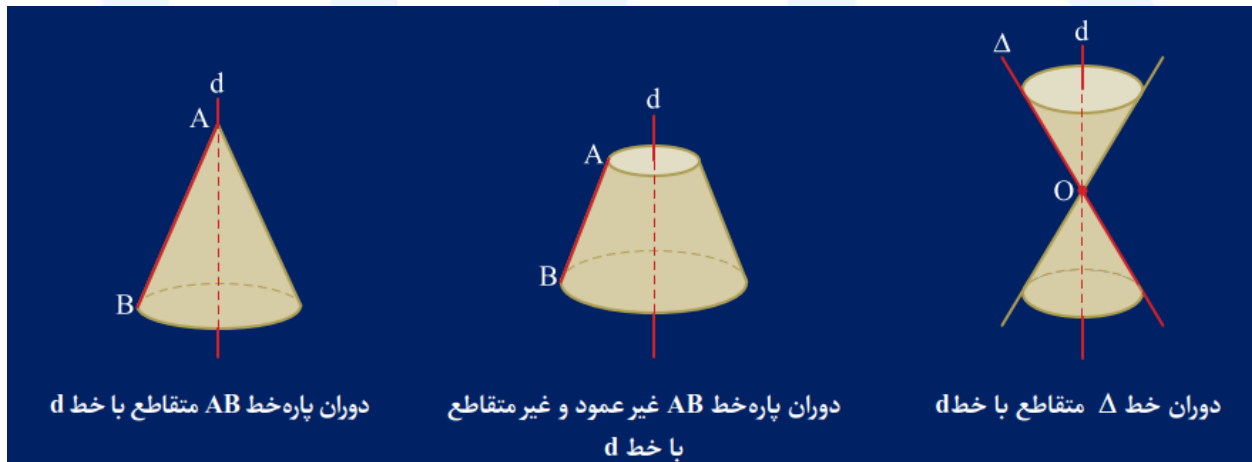 Δ
d
O
دوران خط Δ متقاطع با خط d
d
A
B
دوران پاره‌خط AB غیر عمود و غیر متقاطع
با خط d
d
A
B
دوران پاره‌خط AB متقاطع با خط d